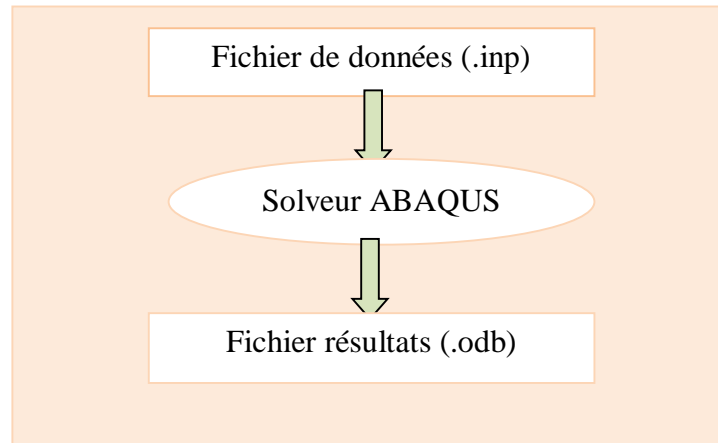 Fichier de données (.inp)
Solveur ABAQUS
Fichier résultats (.odb)